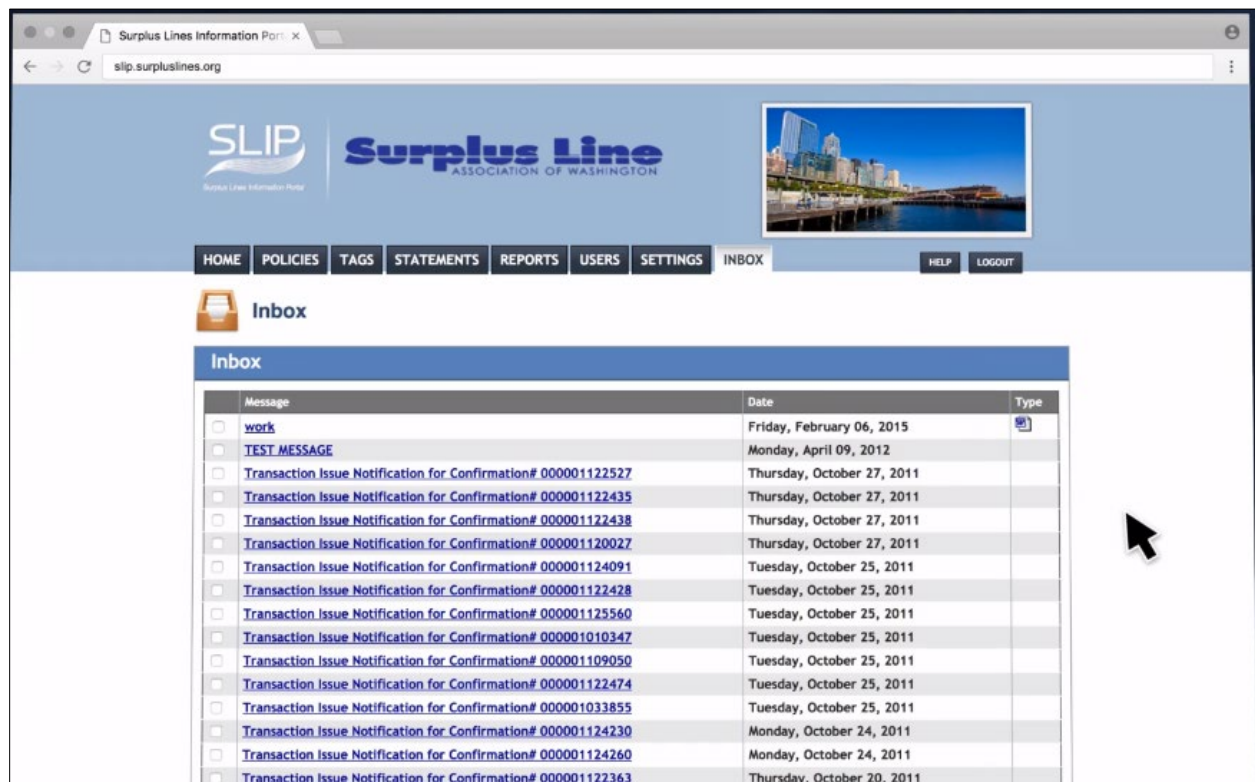 Surplus Lines Information Port
slip.surpluslines.org
SLIP
Surplus Lines Information Portal
Surplus Line
ASSOCIATION OF WASHINGTON
HOME POLICIES TAGS STATEMENTS REPORTS USERS SETTINGS INBOX HELP LOGOUT
Inbox
Inbox
Message Date Type
work Friday, February 06, 2015
TEST MESSAGE Monday, April 09, 2012
Transaction Issue Notification for Confirmation# 000001122527 Thursday, October 27, 2011
Transaction Issue Notification for Confirmation# 000001122435 Thursday, October 27, 2011
Transaction Issue Notification for Confirmation# 000001122438 Thursday, October 27, 2011
Transaction Issue Notification for Confirmation# 000001120027 Thursday, October 27, 2011
Transaction Issue Notification for Confirmation# 000001124091 Tuesday, October 25, 2011
Transaction Issue Notification for Confirmation# 000001122428 Tuesday, October 25, 2011
Transaction Issue Notification for Confirmation# 000001125560 Tuesday, October 25, 2011
Transaction Issue Notification for Confirmation# 000001010347 Tuesday, October 25, 2011
Transaction Issue Notification for Confirmation# 000001109050 Tuesday, October 25, 2011
Transaction Issue Notification for Confirmation# 000001122474 Tuesday, October 25, 2011
Transaction Issue Notification for Confirmation# 000001033855 Tuesday, October 25, 2011
Transaction Issue Notification for Confirmation# 000001124230 Monday, October 24, 2011
Transaction Issue Notification for Confirmation# 000001124260 Monday, October 24, 2011
Transaction Issue Notification for Confirmation# 000001122363 Thursday, October 20, 2011